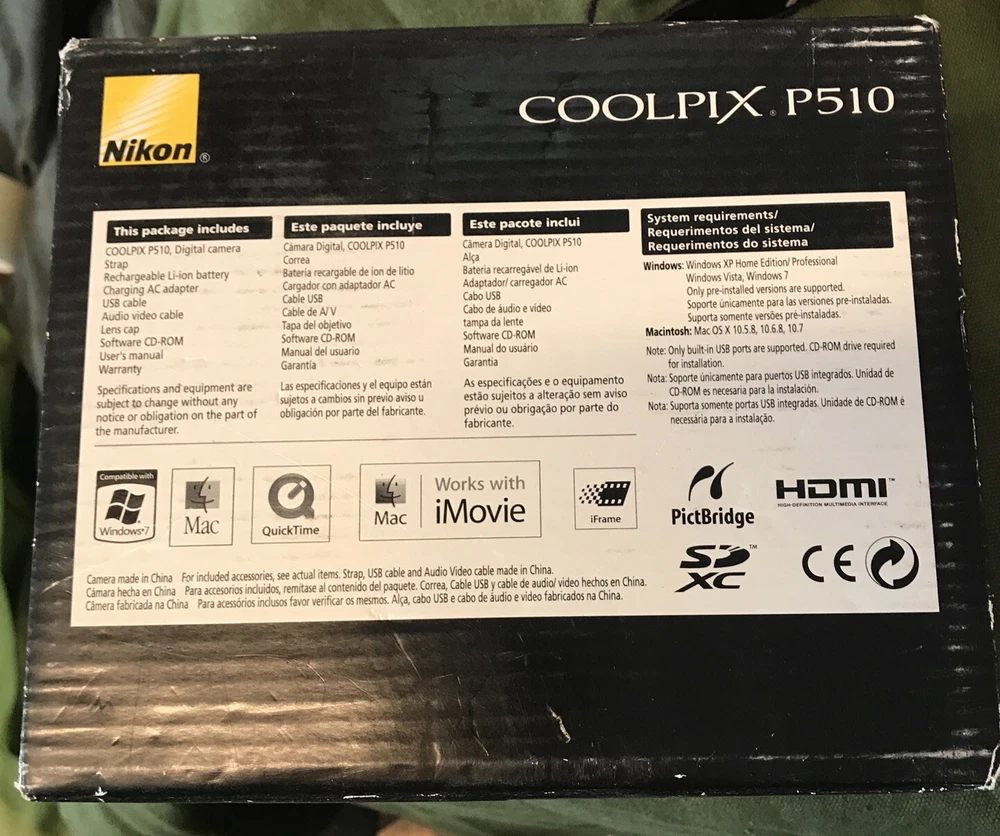 Nikon®
COOLPIX P510
This package includes
COOLPIX P510, Digital camera
Strap
Rechargeable Li-ion battery
Charging AC adapter
USB cable
Audio video cable
Lens cap
Software CD-ROM
User's manual
Warranty
Specifications and equipment are
subject to change without any
notice or obligation on the part of
the manufacturer.
Este paquete incluye
Cámara Digital, COOLPIX P510
Correa
Bateria recargable de ion de litio
Cargador con adaptador AC
Cable USB
Cable de A/V
Tapa del objetivo
Software CD-ROM
Manual del usuario
Garantía
Las especificaciones y el equipo están
sujetos a cambios sin previo aviso u
obligación por parte del fabricante.
Este pacote inclui
Câmera Digital, COOLPIX P510
Alça
Bateria recarregável de Li-ion
Adaptador/ carregador AC
Cabo USB
Cabo de áudio e vídeo
tampa da lente
Software CD-ROM
Manual do usuário
Garantia
As especificações e o equipamento
estão sujeitos a alteração sem aviso
prévio ou obrigação por parte do
fabricante.
System requirements/
Requerimentos del sistema/
Requerimentos do sistema
Windows: Windows XP Home Edition/ Professional
Windows Vista, Windows 7
Only pre-installed versions are supported.
Soporte únicamente para las versiones pre-instaladas.
Suporta somente versões pré-instaladas.
Macintosh: Mac OS X 10.5.8, 10.6.8, 10.7
Note: Only built-in USB ports are supported. CD-ROM drive required
for installation.
Nota: Soporte únicamente para puertos USB integrados. Unidad de
CD-ROM es necesaria para la instalación.
Nota: Suporta somente portas USB integradas. Unidade de CD-ROM é
necessária para a instalação.
Compatible with
Windows 7
Mac
QuickTime
Mac
Works with
iMovie
iFrame
PictBridge
HDMI™
HIGH-DEFINITION MULTIMEDIA INTERFACE
SD™
XC
CE
Camera made in China For included accessories, see actual items. Strap, USB cable and Audio Video cable made in China.
Cámara hecha en China Para accesorios incluidos, remítase al contenido del paquete. Correa, Cable USB y cable de audio/ video hechos en China.
Câmera fabricada na China Para acessórios inclusos favor verificar os mesmos. Alça, cabo USB e cabo de áudio e vídeo fabricados na China.